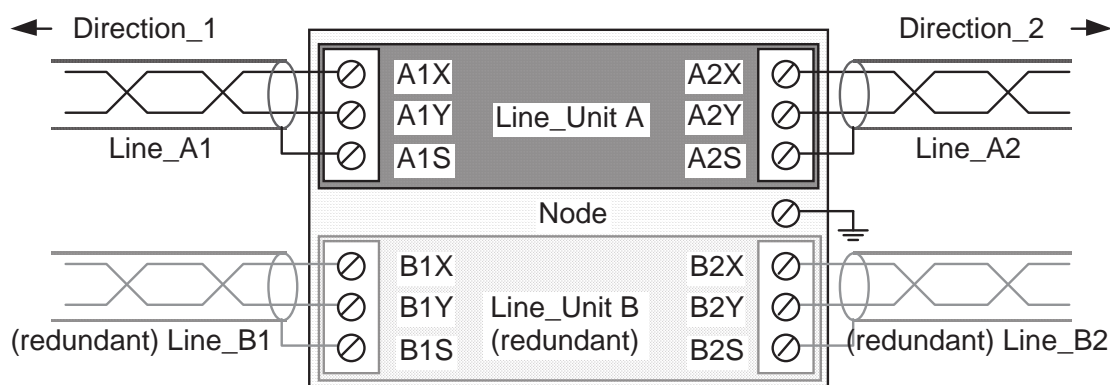 Direction_1
Direction_2
A1X
A2X
A1Y
Line_Unit A
A2Y
Line_A1
A1S
A2S
Line_A2
Node
B1X
B2X
B1Y
Line_Unit B
B2Y
(redundant) Line_B1
B1S
(redundant)
B2S
(redundant) Line_B2